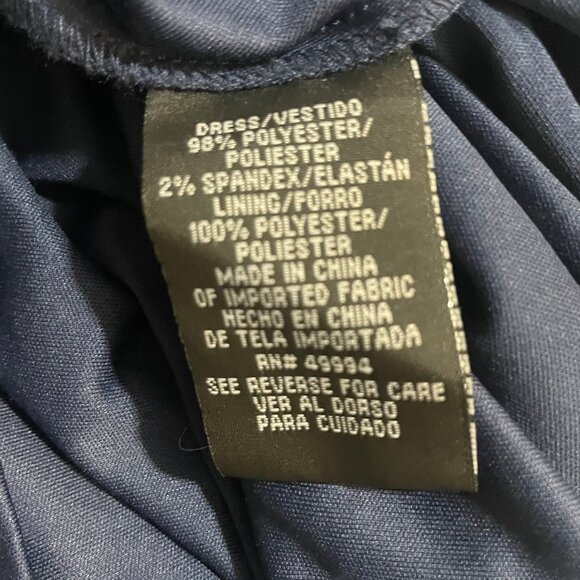 DRESS/VESTIDO
98% POLYESTER/
POLIESTER
2% SPANDEX/ELASTÁN
LINING/FORRO
100% POLYESTER/
POLIESTER
MADE IN CHINA
OF IMPORTED FABRIC
HECHO EN CHINA
DE TELA IMPORTADA
RN# 49994
SEE REVERSE FOR CARE
VER AL DORSO
PARA CUIDADO